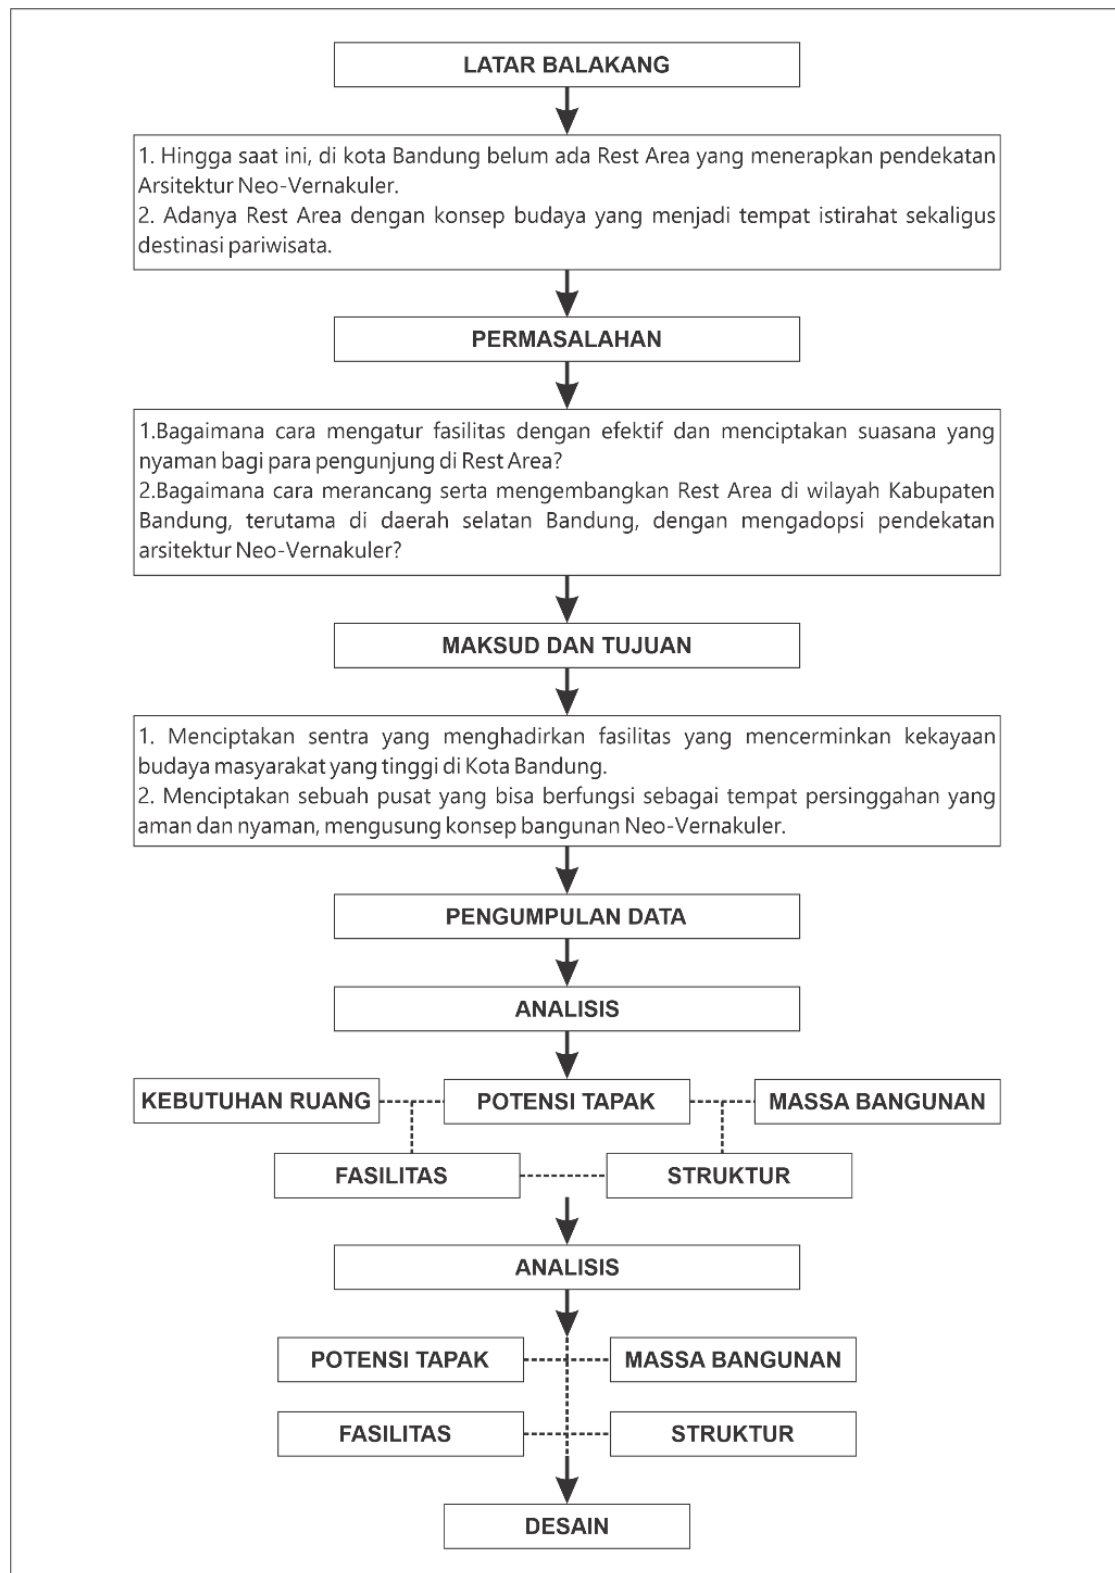 LATAR BALAKANG
1. Hingga saat ini, di kota Bandung belum ada Rest Area yang menerapkan pendekatan
Arsitektur Neo-Vernakuler.
2. Adanya Rest Area dengan konsep budaya yang menjadi tempat istirahat sekaligus
destinasi pariwisata.
PERMASALAHAN
1.Bagaimana cara mengatur fasilitas dengan efektif dan menciptakan suasana yang
nyaman bagi para pengunjung di Rest Area?
2.Bagaimana cara merancang serta mengembangkan Rest Area di wilayah Kabupaten
Bandung, terutama di daerah selatan Bandung, dengan mengadopsi pendekatan
arsitektur Neo-Vernakuler?
MAKSUD DAN TUJUAN
1. Menciptakan sentra yang menghadirkan fasilitas yang mencerminkan kekayaan
budaya masyarakat yang tinggi di Kota Bandung.
2. Menciptakan sebuah pusat yang bisa berfungsi sebagai tempat persinggahan yang
aman dan nyaman, mengusung konsep bangunan Neo-Vernakuler.
PENGUMPULAN DATA
ANALISIS
KEBUTUHAN RUANG
POTENSI TAPAK
MASSA BANGUNAN
FASILITAS
STRUKTUR
ANALISIS
POTENSI TAPAK
MASSA BANGUNAN
FASILITAS
STRUKTUR
DESAIN